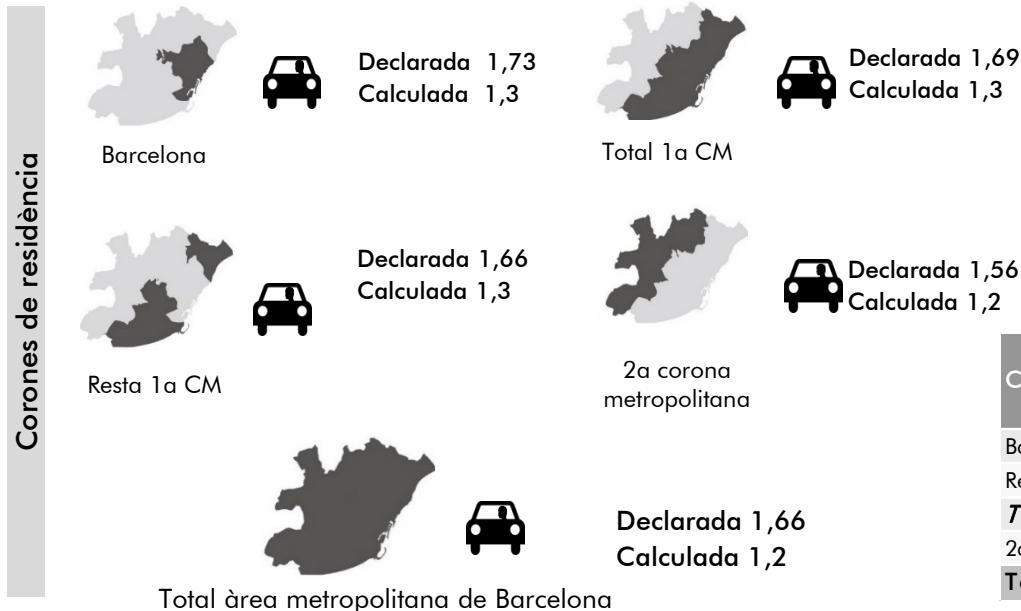 Corones de residència
Declarada 1,73
Calculada 1,3
Barcelona
Declarada 1,69
Calculada 1,3
Total 1a CM
Declarada 1,66
Calculada 1,3
Resta 1a CM
Declarada 1,56
Calculada 1,2
2a corona
metropolitana
Declarada 1,66
Calculada 1,2
Total àrea metropolitana de Barcelona